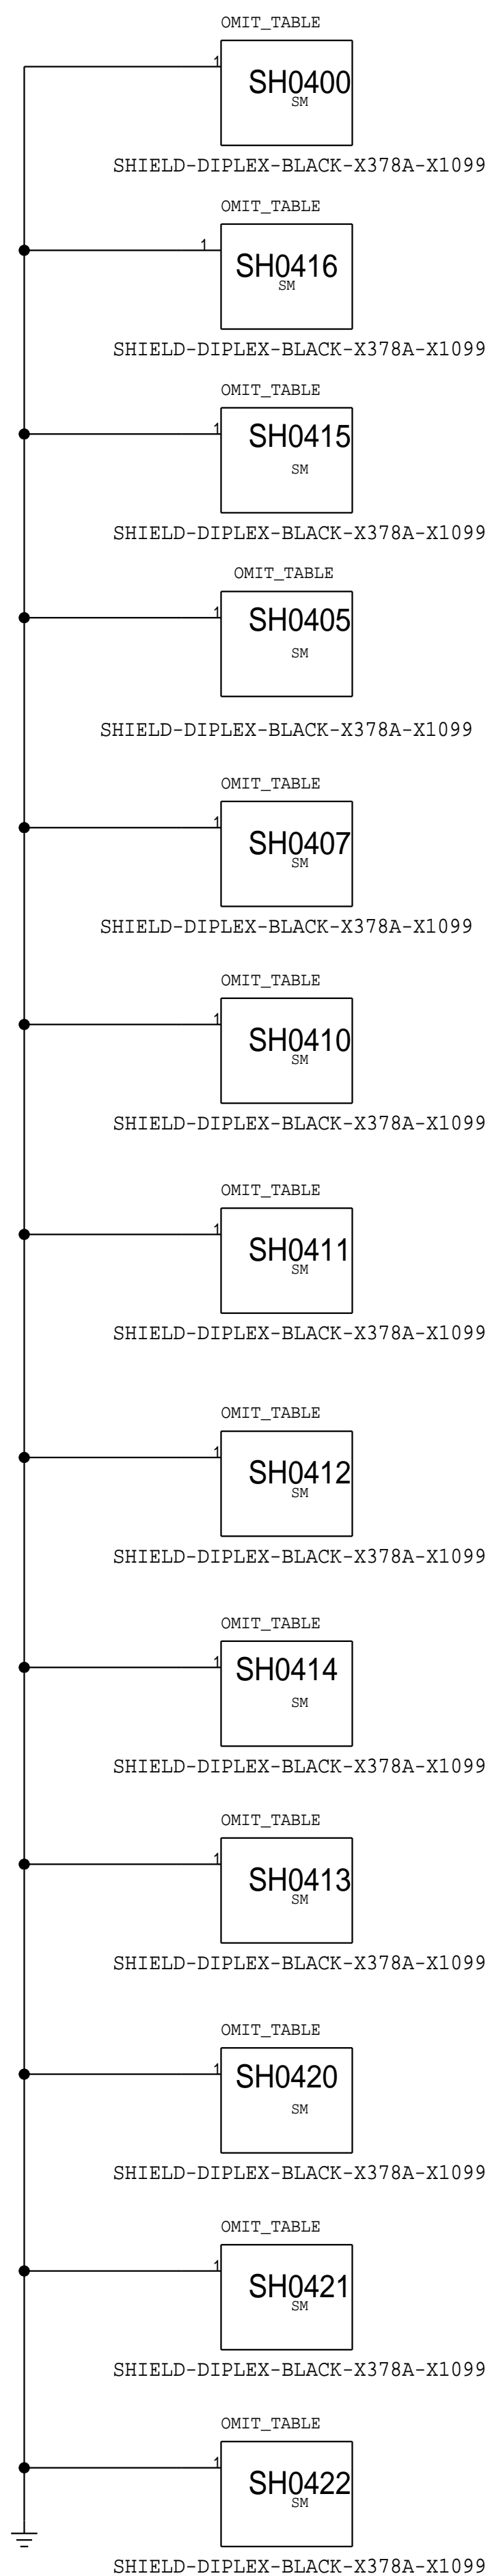 OMIT_TABLE
1
SH0400
SM
SHIELD-DIPLEX-BLACK-X378A-X1099
OMIT_TABLE
1
SH0416
SM
SHIELD-DIPLEX-BLACK-X378A-X1099
OMIT_TABLE
1
SH0415
SM
SHIELD-DIPLEX-BLACK-X378A-X1099
OMIT_TABLE
1
SH0405
SM
SHIELD-DIPLEX-BLACK-X378A-X1099
OMIT_TABLE
1
SH0407
SM
SHIELD-DIPLEX-BLACK-X378A-X1099
OMIT_TABLE
1
SH0410
SM
SHIELD-DIPLEX-BLACK-X378A-X1099
OMIT_TABLE
1
SH0411
SM
SHIELD-DIPLEX-BLACK-X378A-X1099
OMIT_TABLE
1
SH0412
SM
SHIELD-DIPLEX-BLACK-X378A-X1099
OMIT_TABLE
1
SH0414
SM
SHIELD-DIPLEX-BLACK-X378A-X1099
OMIT_TABLE
1
SH0413
SM
SHIELD-DIPLEX-BLACK-X378A-X1099
OMIT_TABLE
1
SH0420
SM
SHIELD-DIPLEX-BLACK-X378A-X1099
OMIT_TABLE
1
SH0421
SM
SHIELD-DIPLEX-BLACK-X378A-X1099
OMIT_TABLE
1
SH0422
SM
SHIELD-DIPLEX-BLACK-X378A-X1099